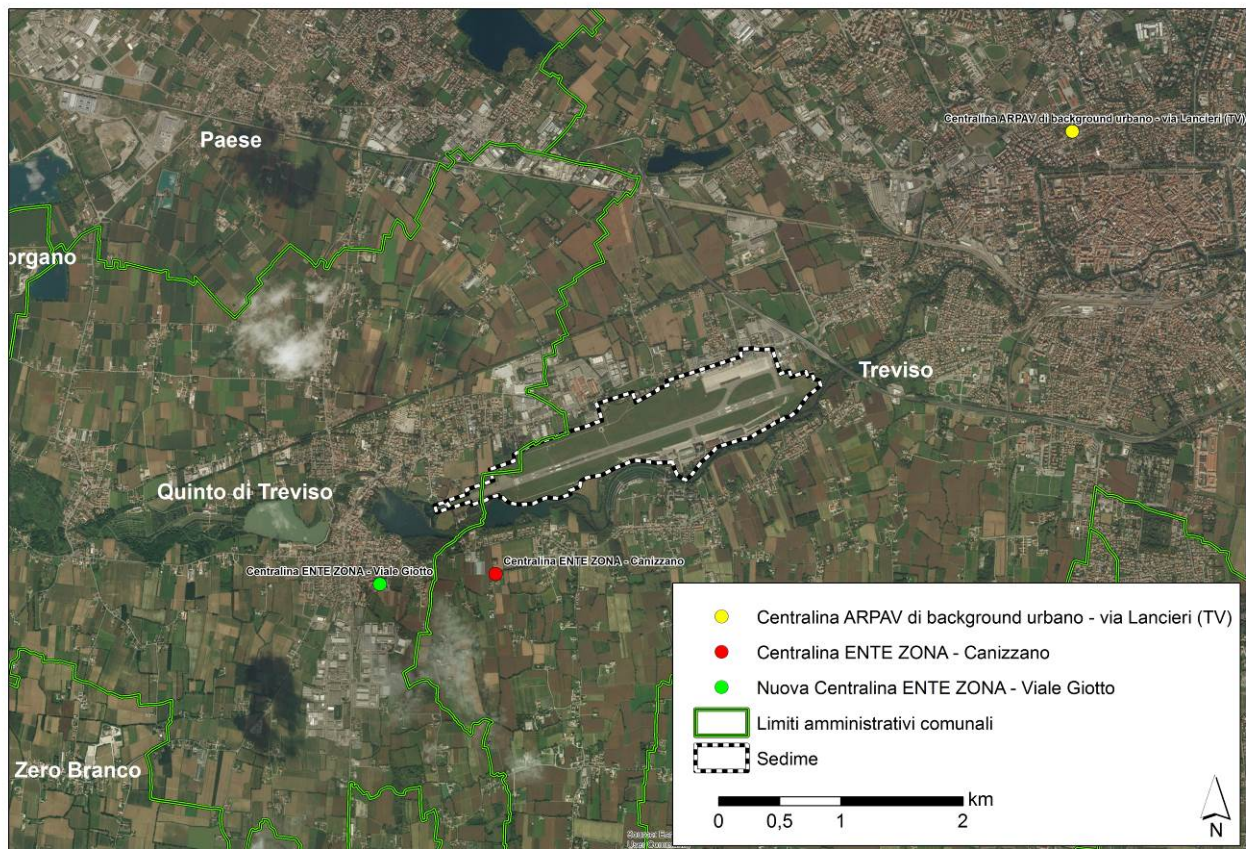 Centralina ARPAV di background urbano - via Lancieri (TV)
Paese
organo
Treviso
Quinto di Treviso
Centralina ENTE ZONA - Canizzano
Centralina ENTE ZONA - Viale Giotto
Centralina ARPAV di background urbano - via Lancieri (TV)
Centralina ENTE ZONA - Canizzano
Nuova Centralina ENTE ZONA - Viale Giotto
Limiti amministrativi comunali
Sedime
Zero Branco
km
0 0,5 1 2
N